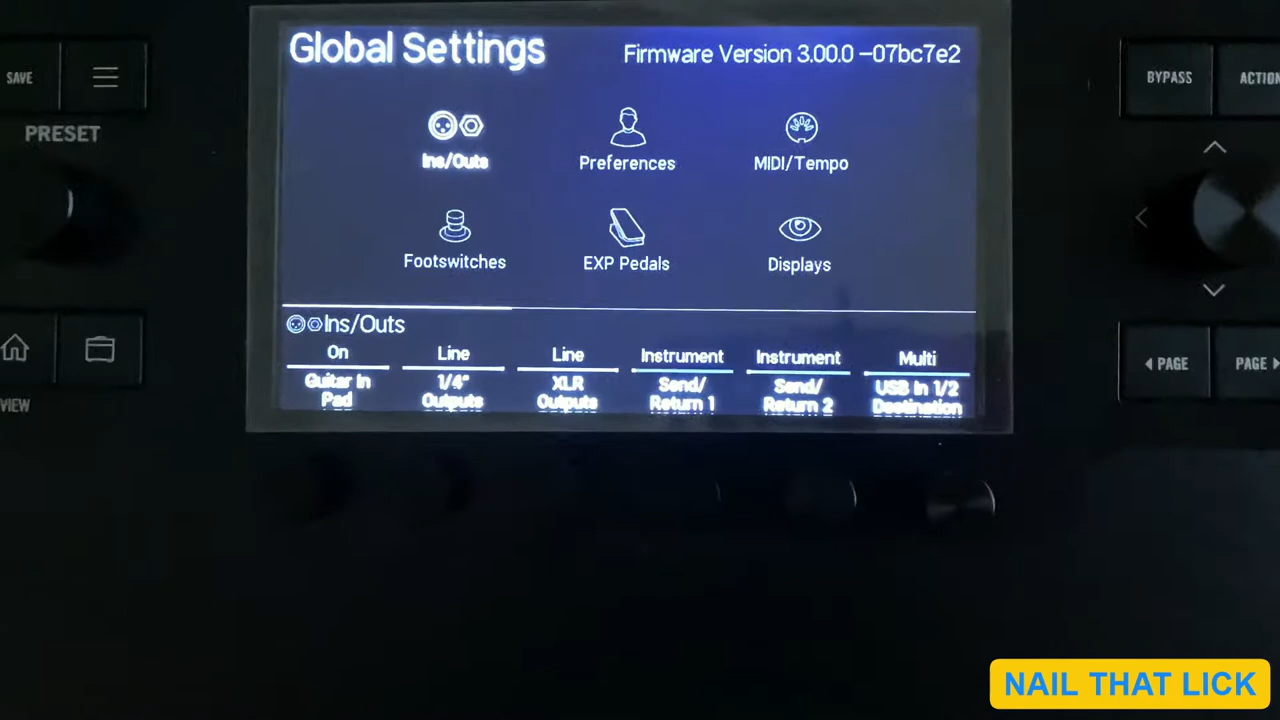 SAVE
PRESET
VIEW
Global Settings
Firmware Version 3.00.0 -07bc7e2
Ins/Outs
Preferences
MIDI/Tempo
Footswitches
EXP Pedals
Displays
Ins/Outs
On
Guitar In
Pad
Line
1/4"
Outputs
Line
XLR
Outputs
Instrument
Send/
Return 1
Instrument
Send/
Return 2
Multi
USB In 1/2
Destination
BYPASS
ACTION
PAGE
PAGE
NAIL THAT LICK